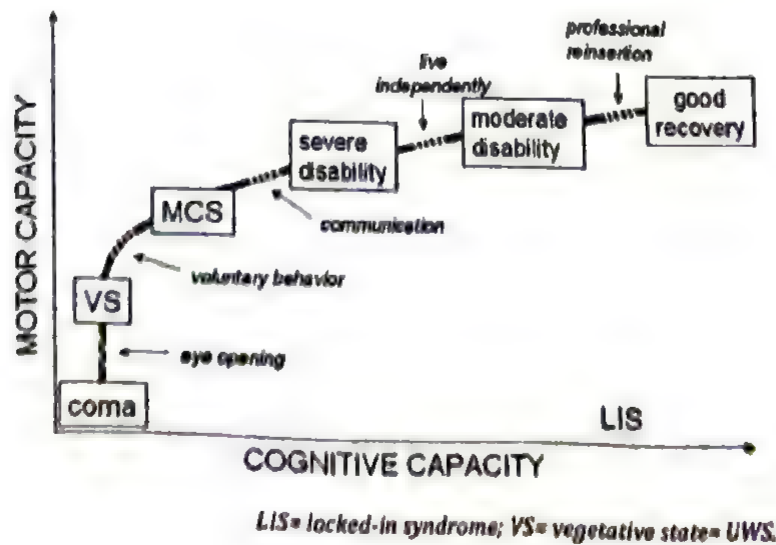 MOTOR CAPACITY
professional
reinsertion
live
independently
good
recovery
moderate
disability
severe
disability
communication
MCS
voluntary behavior
VS
eye opening
coma
LIS
COGNITIVE CAPACITY
LIS= locked-in syndrome; VS= vegetative state= UWS.